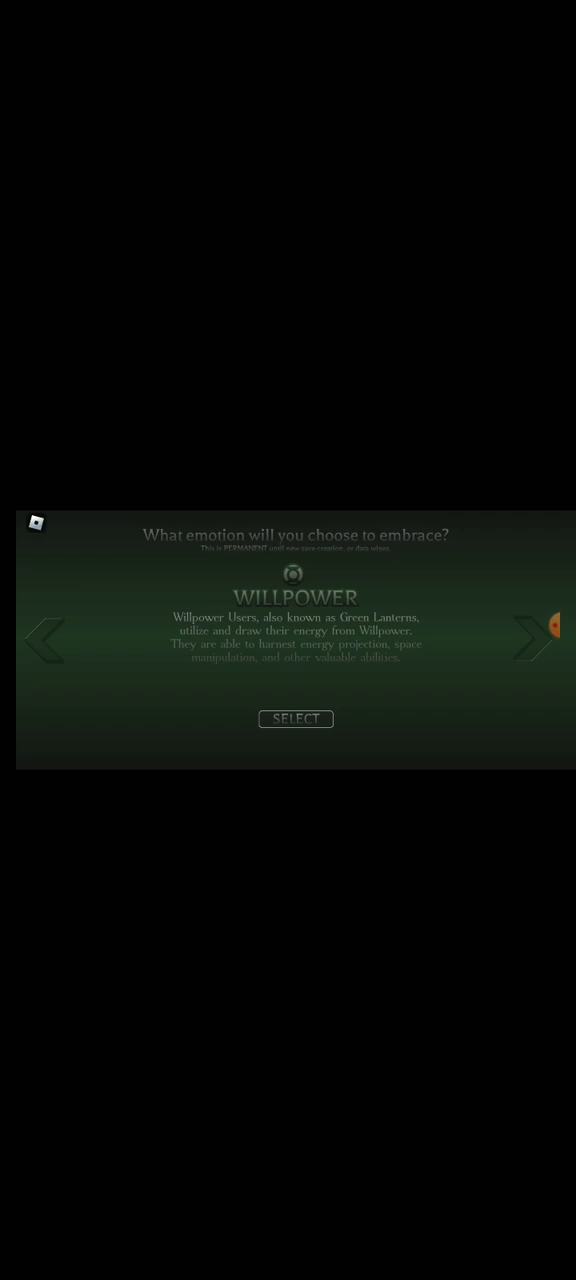 What emotion will you choose to embrace?
This is PERMANENT until new save-creation, or data wipes.
WILLPOWER
Willpower Users, also known as Green Lanterns,
utilize and draw their energy from Willpower.
They are able to harnest energy projection, space
manipulation, and other valuable abilities.
SELECT